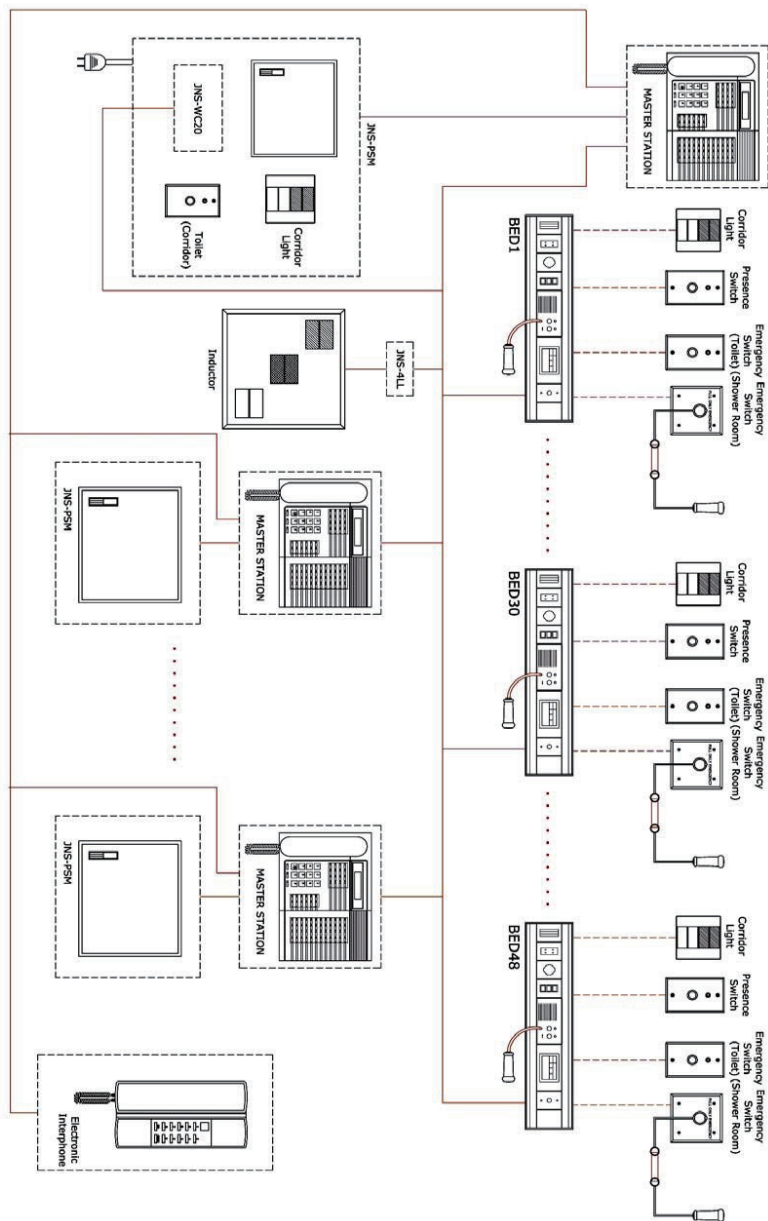 Corridor
Light
Presence
Switch
Emergency
Switch
(Toilet)
Emergency
Switch
(Shower Room)
Corridor
Light
Presence
Switch
Emergency
Switch
(Toilet)
Emergency
Switch
(Shower Room)
Corridor
Light
Presence
Switch
Emergency
Switch
(Toilet)
Emergency
Switch
(Shower Room)
MASTER STATION
BED1
BED30
BED48
JNS-PSM
Corridor
Light
JNS-WC20
Toilet
(Corridor)
JNS-4LL
Inductor
MASTER STATION
JNS-PSM
MASTER STATION
JNS-PSM
Electronic
Interphone